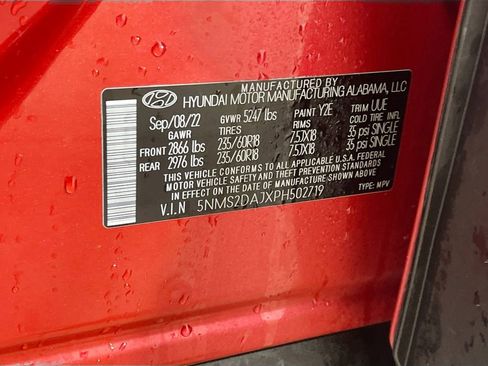 MANUFACTURED BY
HYUNDAI MOTOR MANUFACTURING ALABAMA, LLC
Sep/08/22 GVWR 5247 lbs PAINT Y2E TRIM UUE
GAWR TIRES RIMS COLD TIRE INFL
FRONT 2866 lbs 235/60R18 7.5JX18 35 psi SINGLE
REAR 2976 lbs 235/60R18 7.5JX18 35 psi SINGLE
THIS VEHICLE CONFORMS TO ALL APPLICABLE U.S.A. FEDERAL
MOTOR VEHICLE SAFETY AND THEFT PREVENTION STANDARDS
IN EFFECT ON THE DATE OF MANUFACTURE SHOWN ABOVE.
V.I.N 5NMS2DAJXPH502719 TYPE: MPV